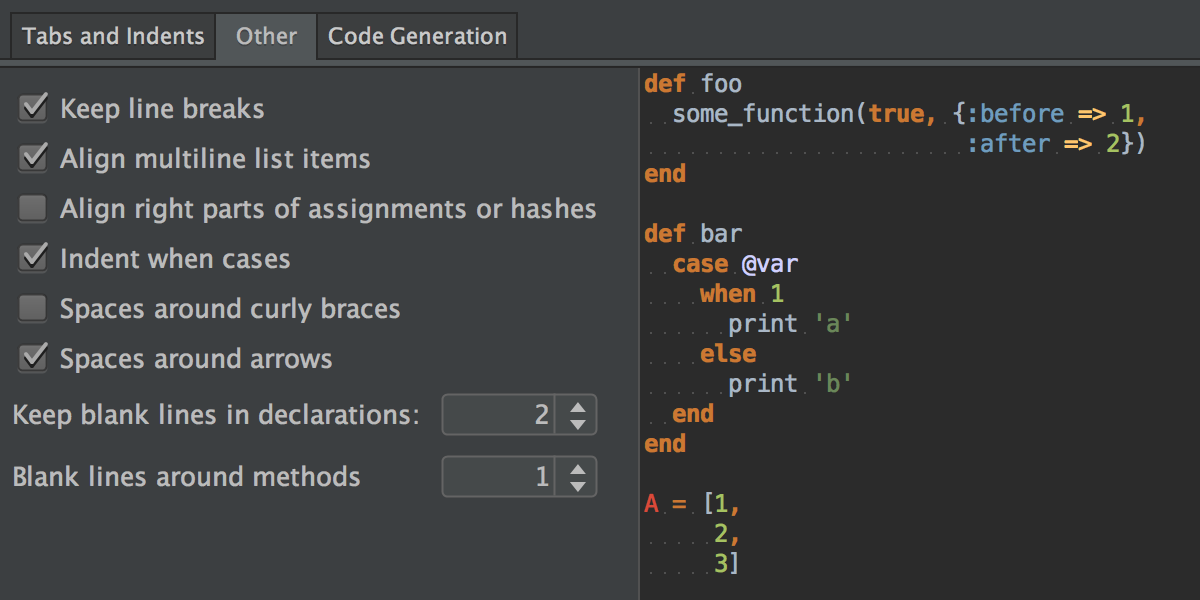 Tabs and Indents Other Code Generation
Keep line breaks
Align multiline list items
Align right parts of assignments or hashes
Indent when cases
Spaces around curly braces
Spaces around arrows
Keep blank lines in declarations: 2
Blank lines around methods 1
def foo
  some_function(true, {:before => 1,
                       :after => 2})
end

def bar
  case @var
    when 1
      print 'a'
    else
      print 'b'
  end
end

A = [1,
     2,
     3]